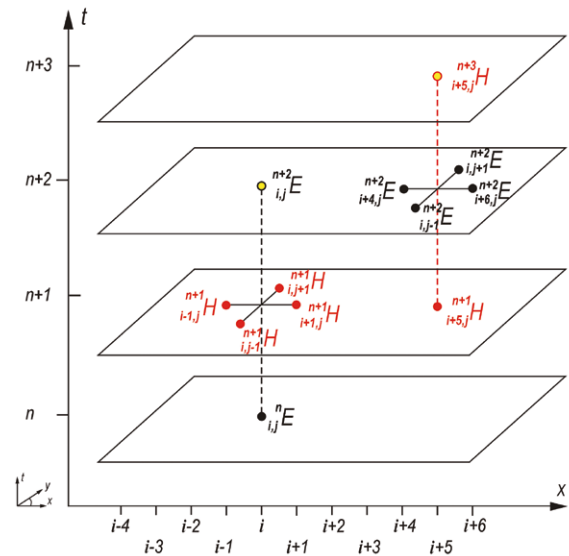 t
n+3
n+3
i+5,j H
n+2
n+2
i,j E
n+2
i,j+1 E
n+2
i+4,j E
n+2
i+6,j E
n+2
i,j-1 E
n+1
n+1
i,j+1 H
n+1
i-1,j H
n+1
i+1,j H
n+1
i,j-1 H
n+1
i+5,j H
n
n
i,j E
t
y
x
x
i-4 i-2 i i+2 i+4 i+6
i-3 i-1 i+1 i+3 i+5